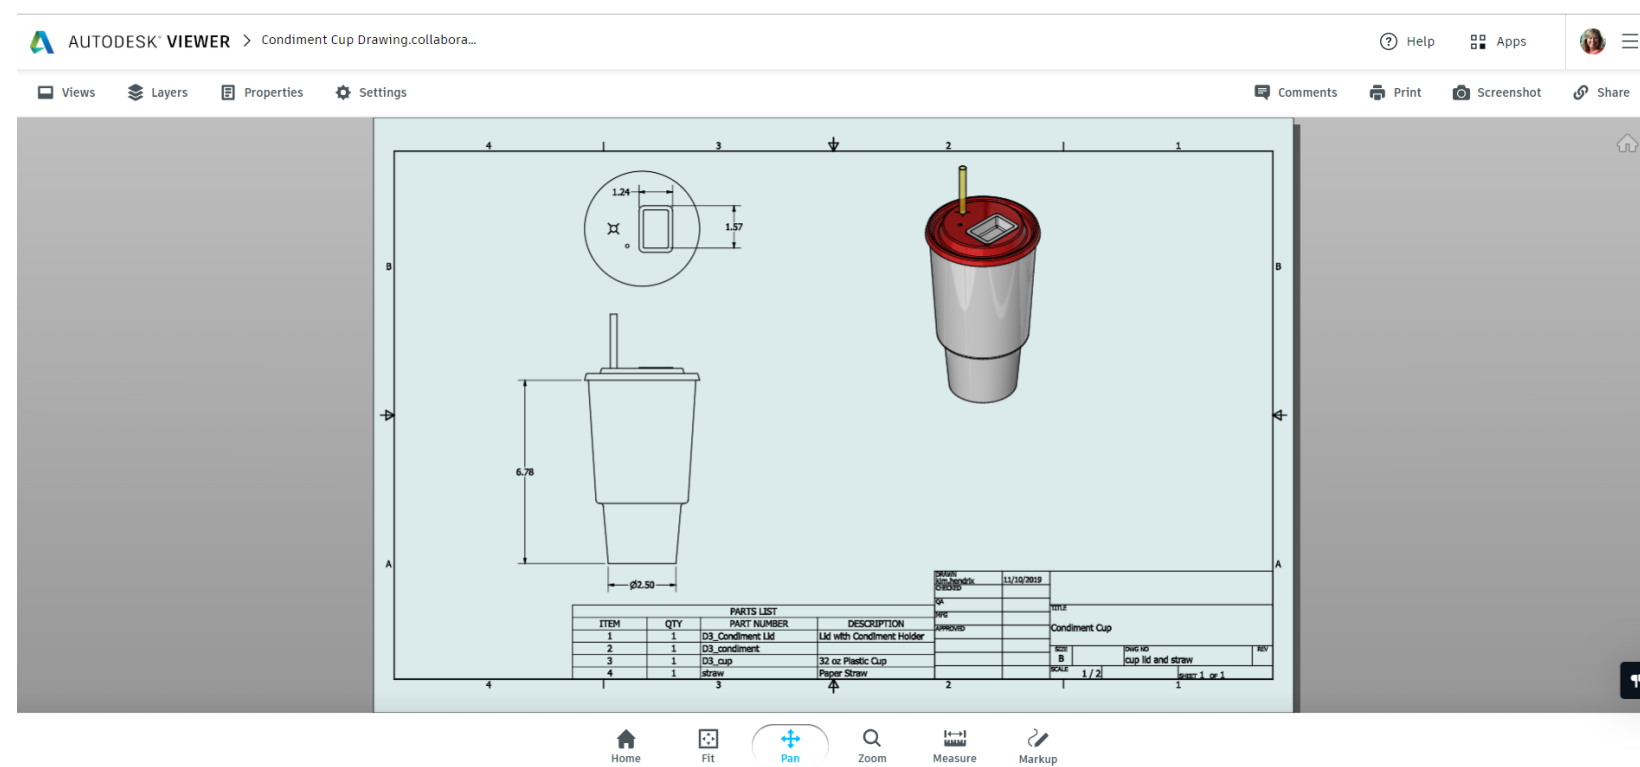 AUTODESK® VIEWER > Condiment Cup Drawing.collabora...
Help
Apps
Views
Layers
Properties
Settings
Comments
Print
Screenshot
Share
4 3 2 1
1.24
1.57
B B
6.78
A A
Ø2.50
DRAWN
kim.hendrix 11/10/2019
CHECKED
QA
MFG
APPROVED
TITLE
Condiment Cup
SIZE
B
DWG NO
cup lid and straw
REV
SCALE
1 / 2
SHEET 1 OF 1
PARTS LIST
ITEM QTY PART NUMBER DESCRIPTION
1 1 D3_Condiment Lid Lid with Condiment Holder
2 1 D3_condiment
3 1 D3_cup 32 oz Plastic Cup
4 1 straw Paper Straw
4 3 2 1
Home
Fit
Pan
Zoom
Measure
Markup